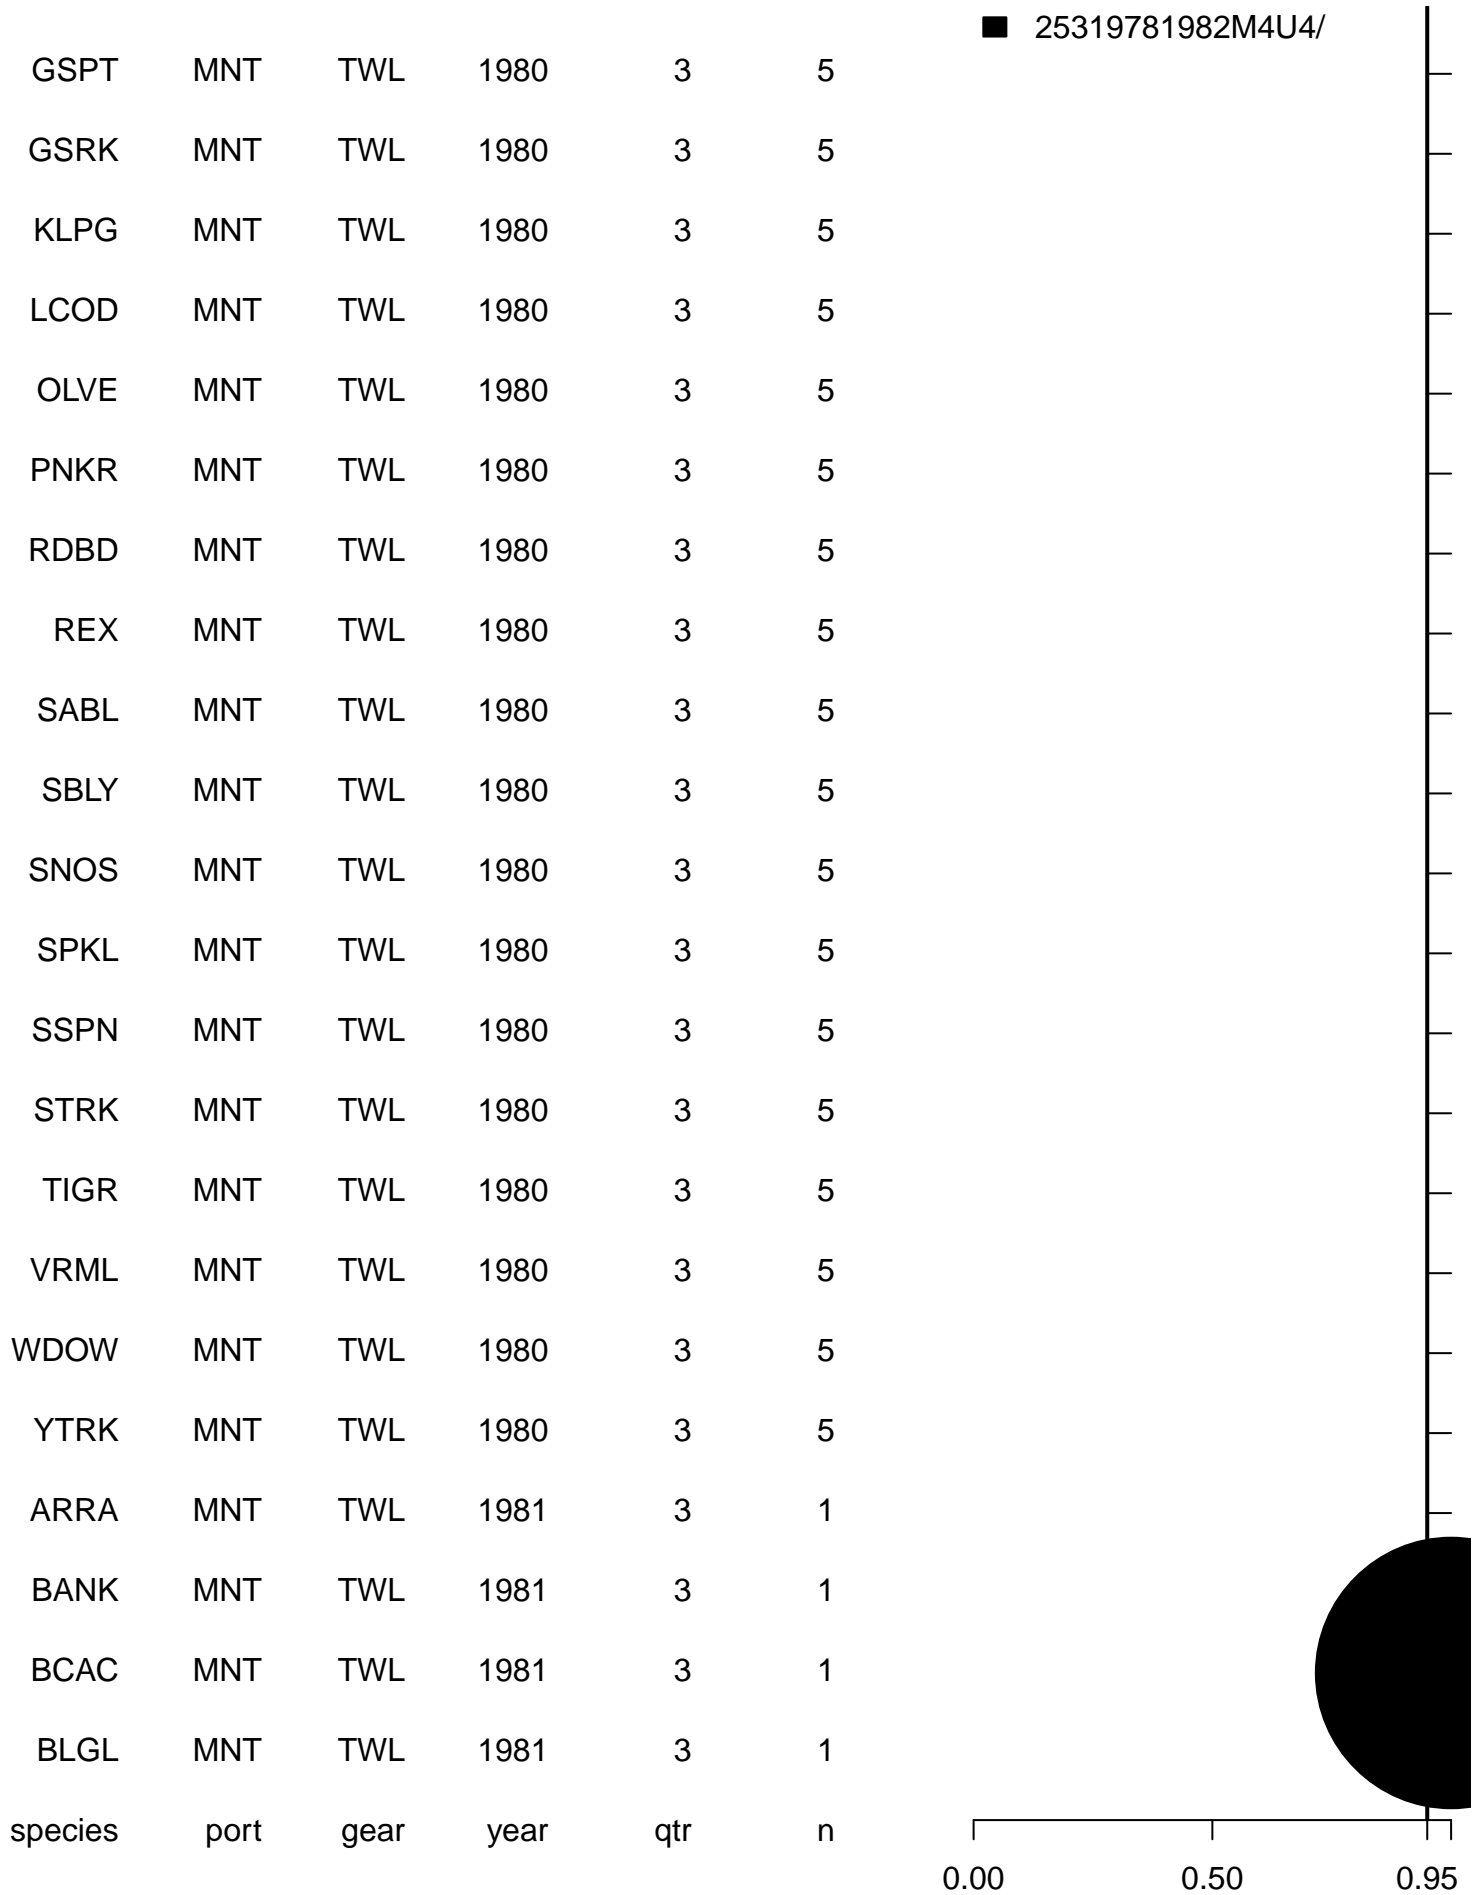 25319781982M4U4/
GSPT MNT TWL 1980 3 5
GSRK MNT TWL 1980 3 5
KLPG MNT TWL 1980 3 5
LCOD MNT TWL 1980 3 5
OLVE MNT TWL 1980 3 5
PNKR MNT TWL 1980 3 5
RDBD MNT TWL 1980 3 5
REX MNT TWL 1980 3 5
SABL MNT TWL 1980 3 5
SBLY MNT TWL 1980 3 5
SNOS MNT TWL 1980 3 5
SPKL MNT TWL 1980 3 5
SSPN MNT TWL 1980 3 5
STRK MNT TWL 1980 3 5
TIGR MNT TWL 1980 3 5
VRML MNT TWL 1980 3 5
WDOW MNT TWL 1980 3 5
YTRK MNT TWL 1980 3 5
ARRA MNT TWL 1981 3 1
BANK MNT TWL 1981 3 1
BCAC MNT TWL 1981 3 1
BLGL MNT TWL 1981 3 1
species port gear year qtr n
0.00 0.50 0.95